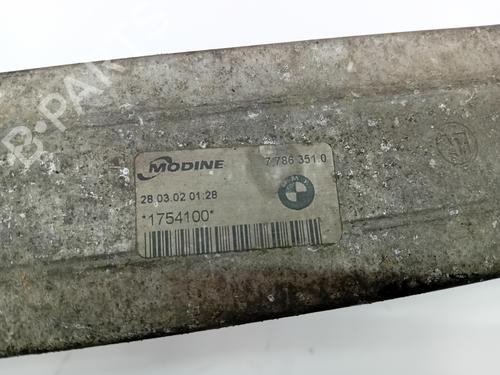 MODINE 7 786 351.0
28.03.02 01:28
*1754100*
B-PARTS